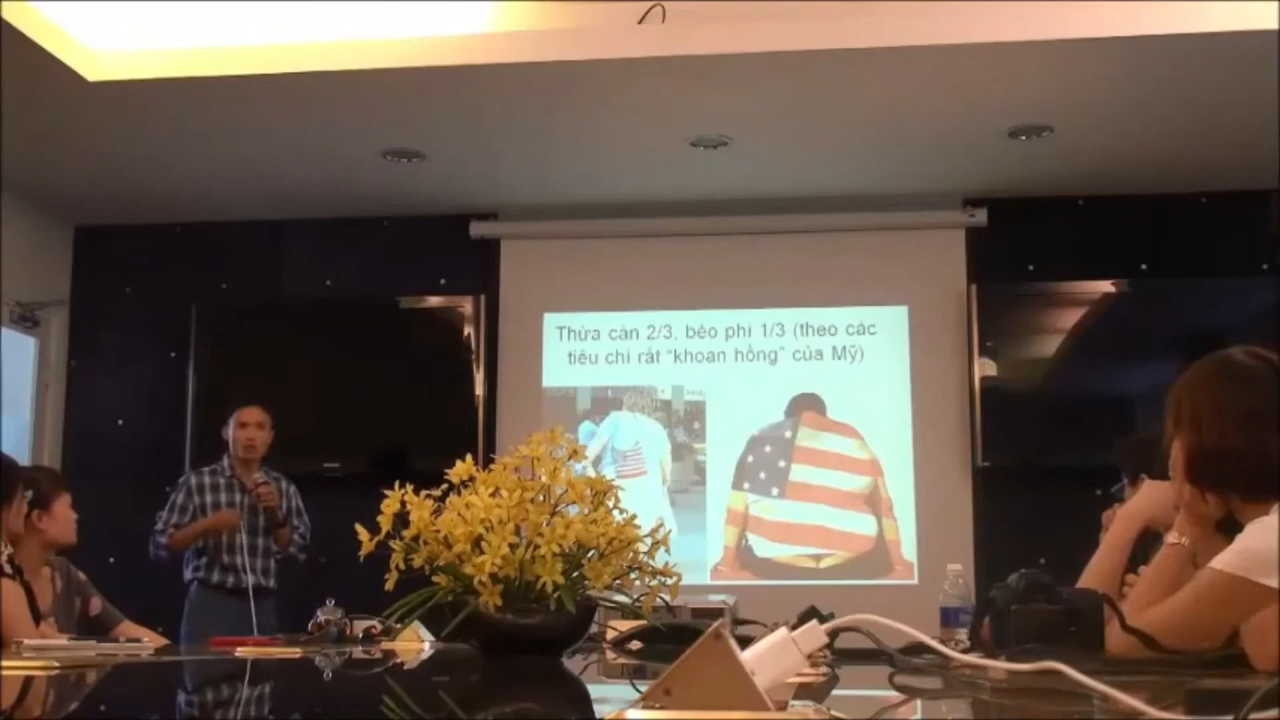 Thừa cân 2/3, béo phì 1/3 (theo các
tiêu chí rất “khoan hồng” của Mỹ)